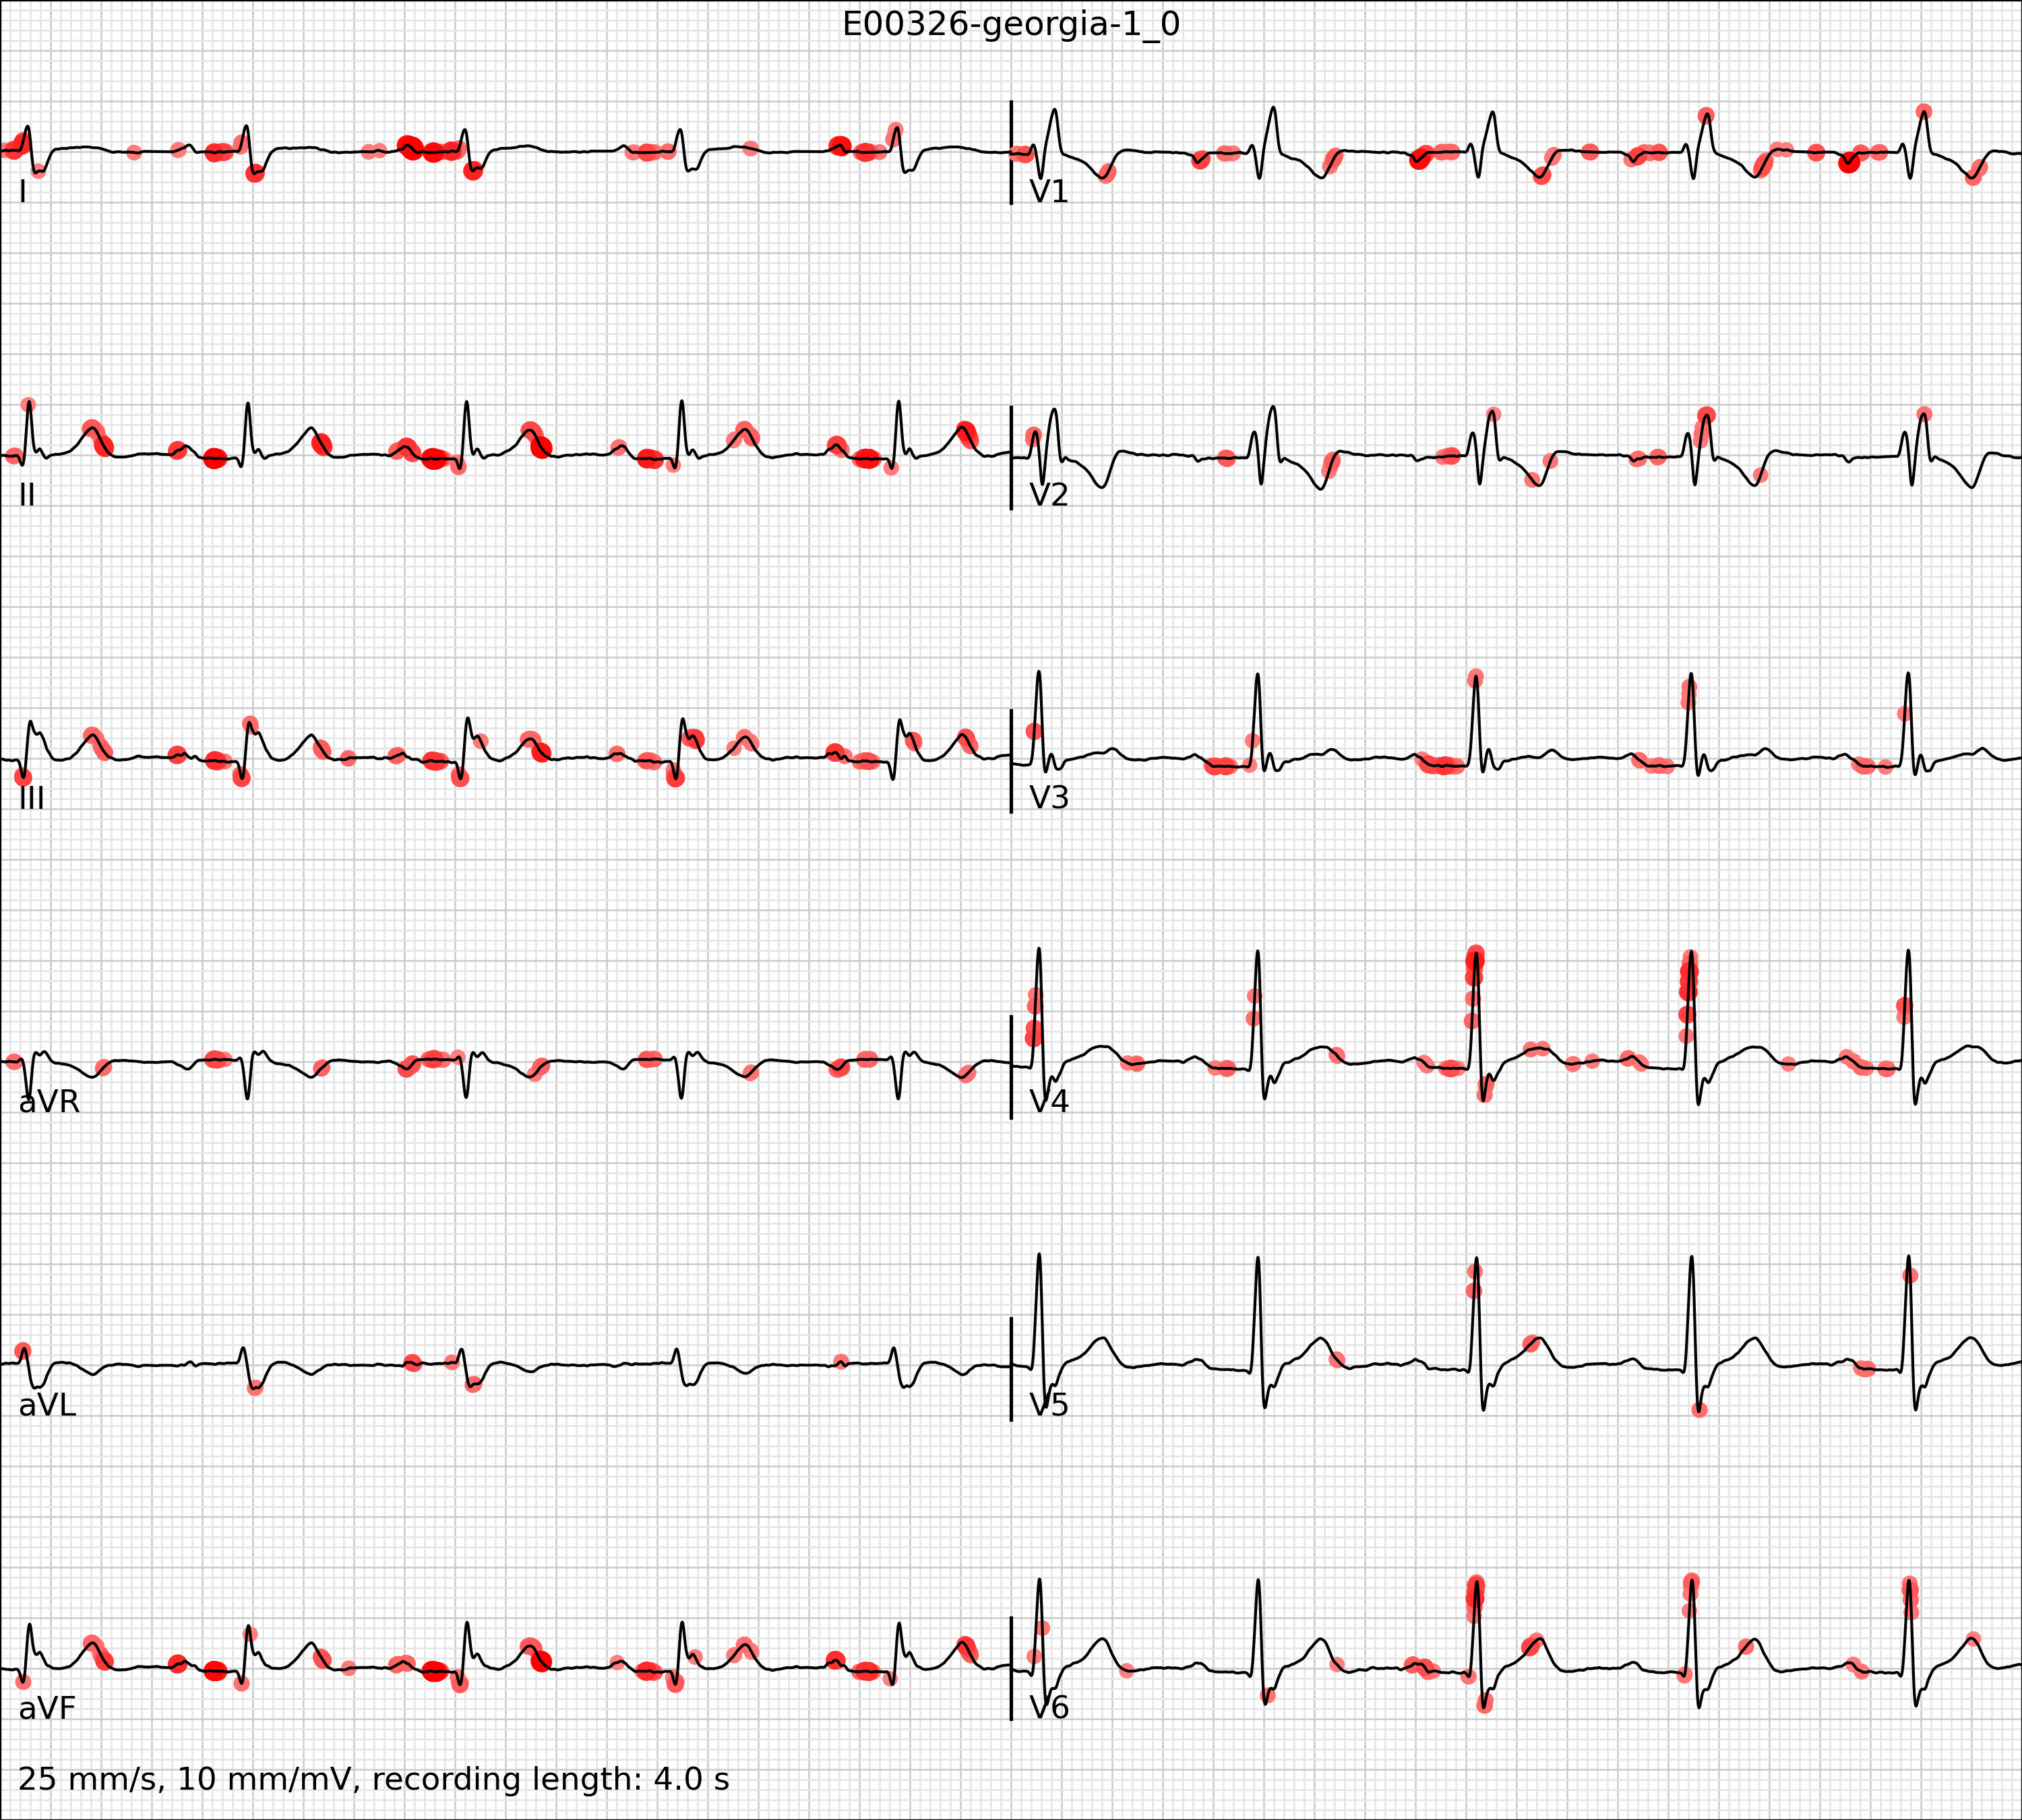 E00326-georgia-1_0
I
V1
II
V2
III
V3
aVR
V4
aVL
V5
aVF
V6
25 mm/s, 10 mm/mV, recording length: 4.0 s